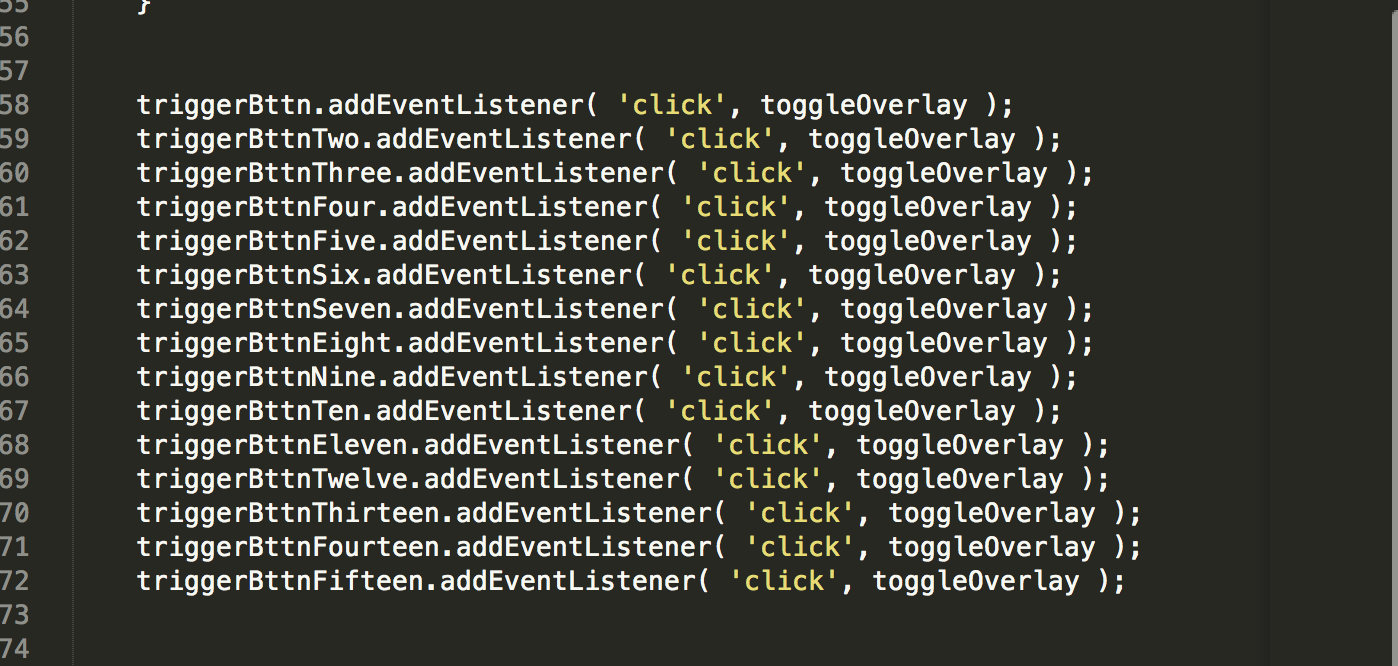 55 }
56
57
58 triggerBttn.addEventListener( 'click', toggleOverlay );
59 triggerBttnTwo.addEventListener( 'click', toggleOverlay );
60 triggerBttnThree.addEventListener( 'click', toggleOverlay );
61 triggerBttnFour.addEventListener( 'click', toggleOverlay );
62 triggerBttnFive.addEventListener( 'click', toggleOverlay );
63 triggerBttnSix.addEventListener( 'click', toggleOverlay );
64 triggerBttnSeven.addEventListener( 'click', toggleOverlay );
65 triggerBttnEight.addEventListener( 'click', toggleOverlay );
66 triggerBttnNine.addEventListener( 'click', toggleOverlay );
67 triggerBttnTen.addEventListener( 'click', toggleOverlay );
68 triggerBttnEleven.addEventListener( 'click', toggleOverlay );
69 triggerBttnTwelve.addEventListener( 'click', toggleOverlay );
70 triggerBttnThirteen.addEventListener( 'click', toggleOverlay );
71 triggerBttnFourteen.addEventListener( 'click', toggleOverlay );
72 triggerBttnFifteen.addEventListener( 'click', toggleOverlay );
73
74